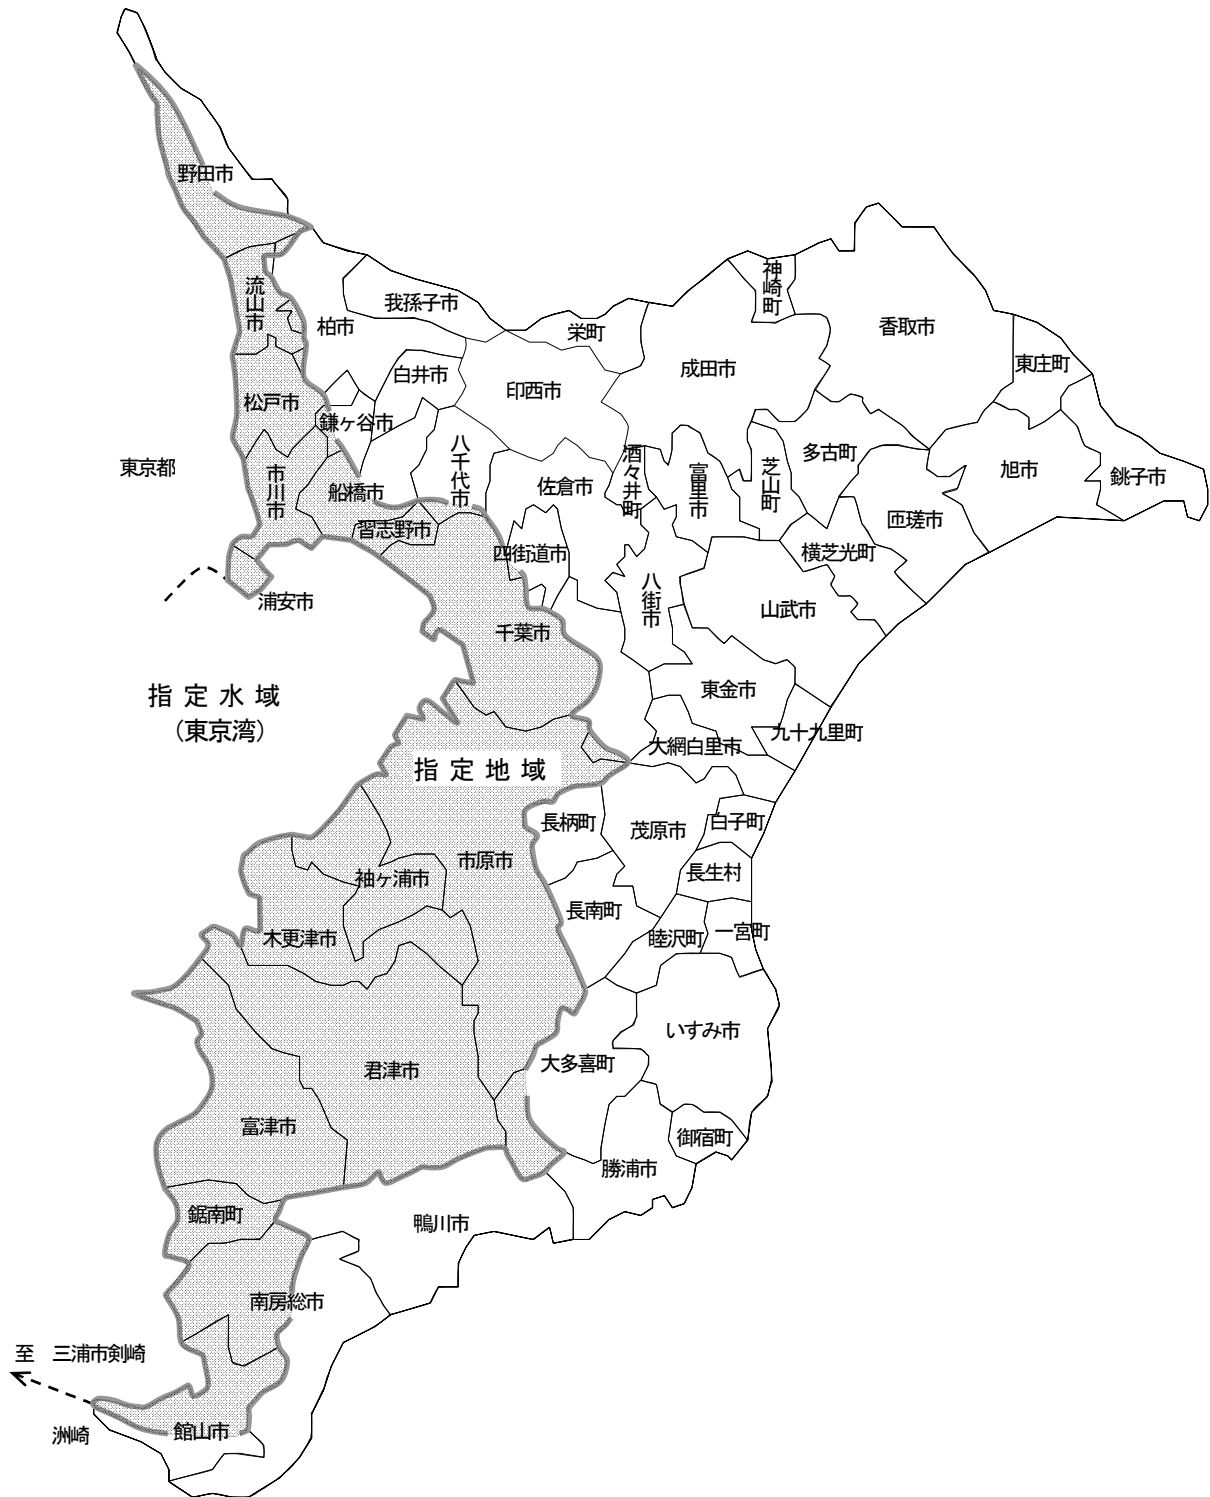 野田市
流山市
柏市
我孫子市
栄町
神崎町
香取市
東庄町
成田市
白井市
印西市
松戸市
鎌ヶ谷市
八千代市
酒々井町
富里市
芝山町
多古町
旭市
銚子市
東京都
市川市
船橋市
佐倉市
匝瑳市
習志野市
四街道市
横芝光町
浦安市
八街市
山武市
千葉市
指定水域
（東京湾）
東金市
九十九里町
大網白里市
指定地域
長柄町
茂原市
白子町
市原市
袖ヶ浦市
長生村
長南町
木更津市
睦沢町
一宮町
いすみ市
君津市
大多喜町
富津市
御宿町
勝浦市
鋸南町
鴨川市
南房総市
至　三浦市剣崎
洲崎
館山市